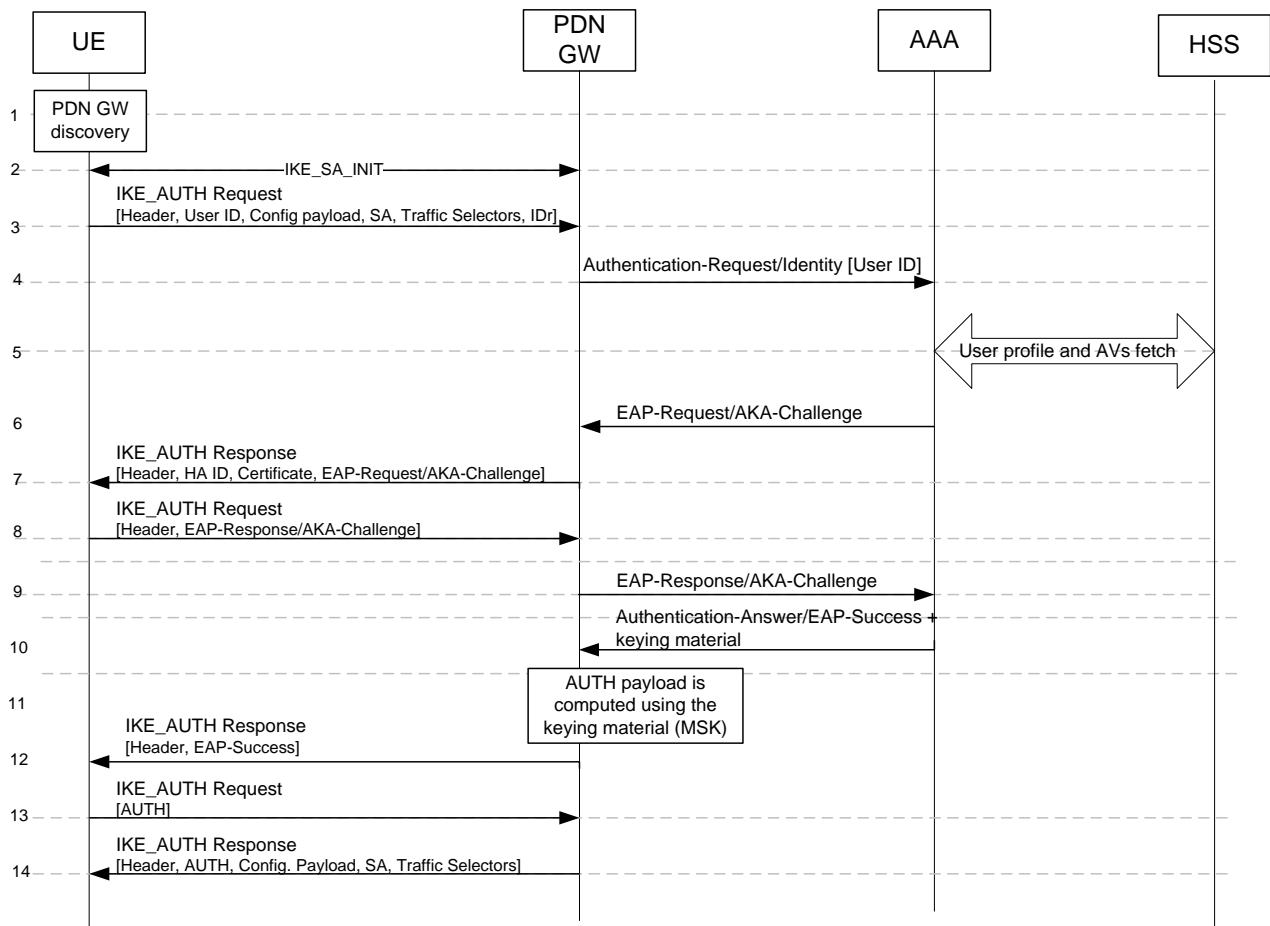 UE
PDN
GW
AAA
HSS
1
PDN GW
discovery
2
IKE_SA_INIT
IKE_AUTH Request
[Header, User ID, Config payload, SA, Traffic Selectors, IDr]
3
Authentication-Request/Identity [User ID]
4
5
User profile and AVs fetch
EAP-Request/AKA-Challenge
6
IKE_AUTH Response
[Header, HA ID, Certificate, EAP-Request/AKA-Challenge]
7
IKE_AUTH Request
[Header, EAP-Response/AKA-Challenge]
8
EAP-Response/AKA-Challenge
9
Authentication-Answer/EAP-Success +
keying material
10
AUTH payload is
computed using the
keying material (MSK)
11
IKE_AUTH Response
[Header, EAP-Success]
12
IKE_AUTH Request
[AUTH]
13
IKE_AUTH Response
[Header, AUTH, Config. Payload, SA, Traffic Selectors]
14